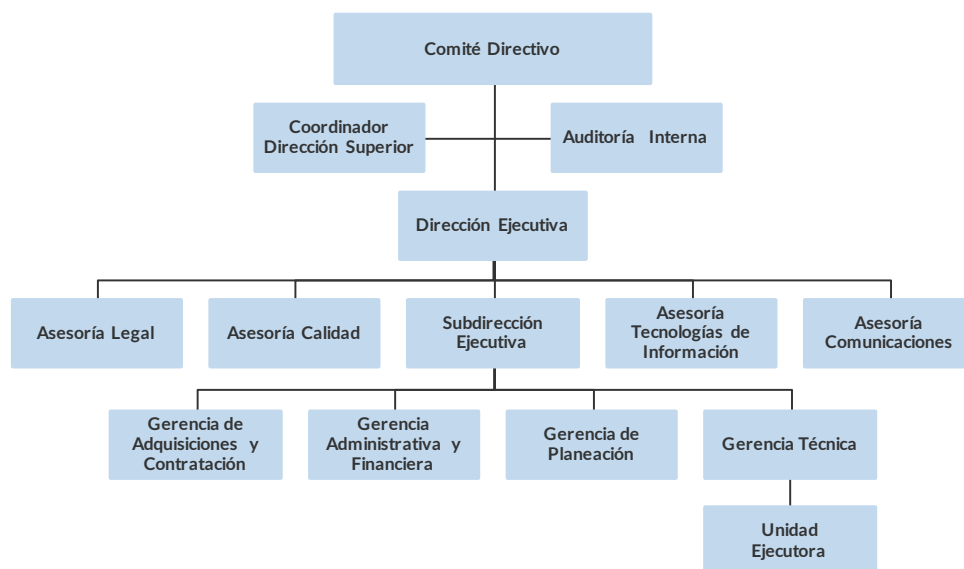 Comité Directivo
Coordinador
Dirección Superior
Auditoría Interna
Dirección Ejecutiva
Asesoría Legal
Asesoría Calidad
Subdirección
Ejecutiva
Asesoría
Tecnologías de
Información
Asesoría
Comunicaciones
Gerencia de
Adquisiciones y
Contratación
Gerencia
Administrativa y
Financiera
Gerencia de
Planeación
Gerencia Técnica
Unidad
Ejecutora